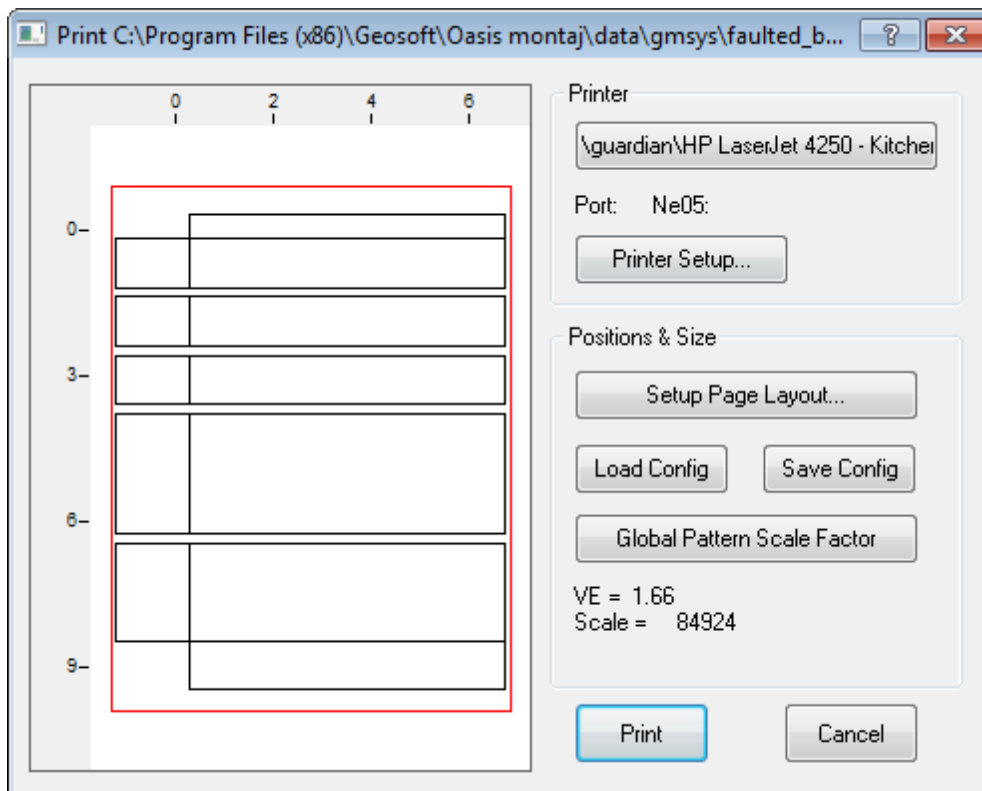 Print C:\Program Files (x86)\Geosoft\Oasis montaj\data\gmsys\faulted_b...
0 2 4 6
0
3
6
9
Printer
\guardian\HP LaserJet 4250 - Kitchen
Port: Ne05:
Printer Setup...
Positions & Size
Setup Page Layout...
Load Config Save Config
Global Pattern Scale Factor
VE = 1.66
Scale = 84924
Print Cancel